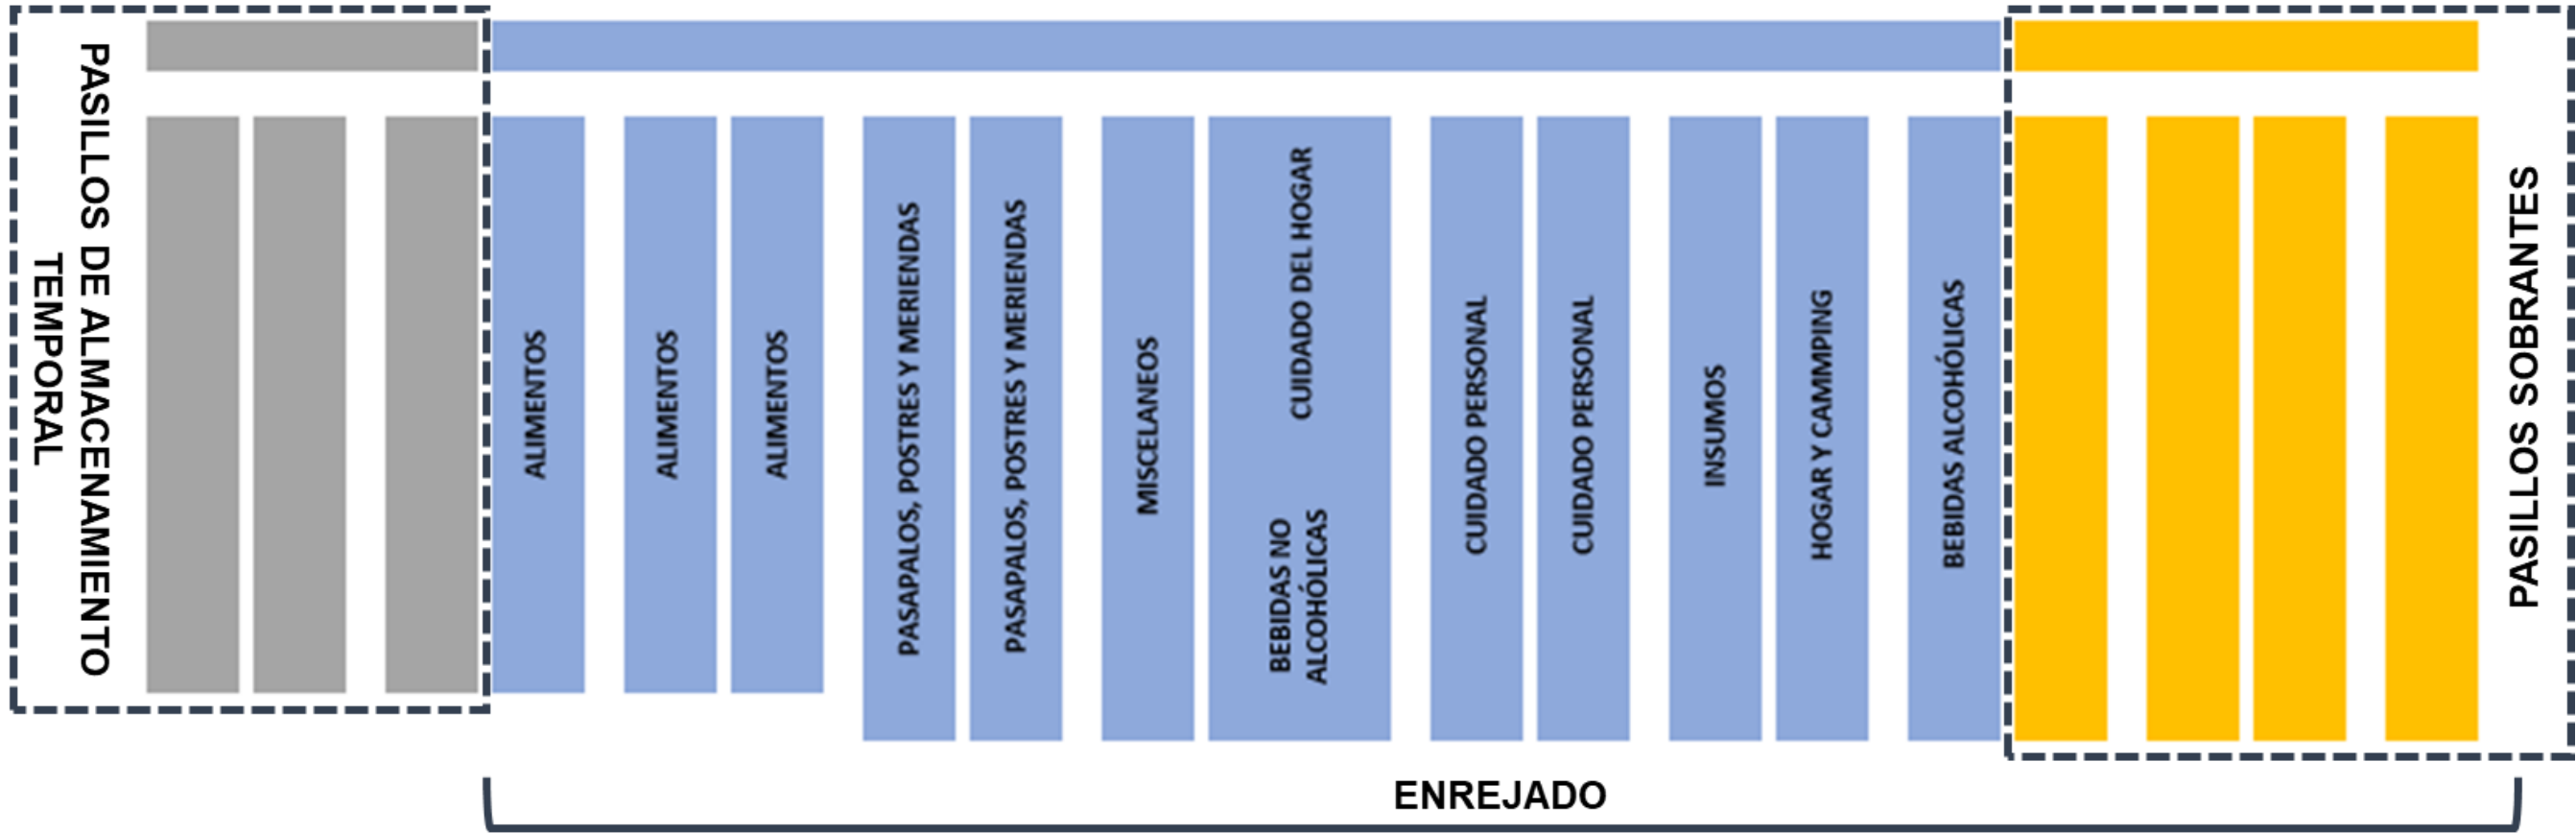 PASILLOS DE ALMACENAMIENTO
TEMPORAL
ALIMENTOS
ALIMENTOS
ALIMENTOS
PASAPALOS, POSTRES Y MERIENDAS
PASAPALOS, POSTRES Y MERIENDAS
MISCELANEOS
CUIDADO DEL HOGAR
BEBIDAS NO
ALCOHÓLICAS
CUIDADO PERSONAL
CUIDADO PERSONAL
INSUMOS
HOGAR Y CAMMPING
BEBIDAS ALCOHÓLICAS
PASILLOS SOBRANTES
ENREJADO